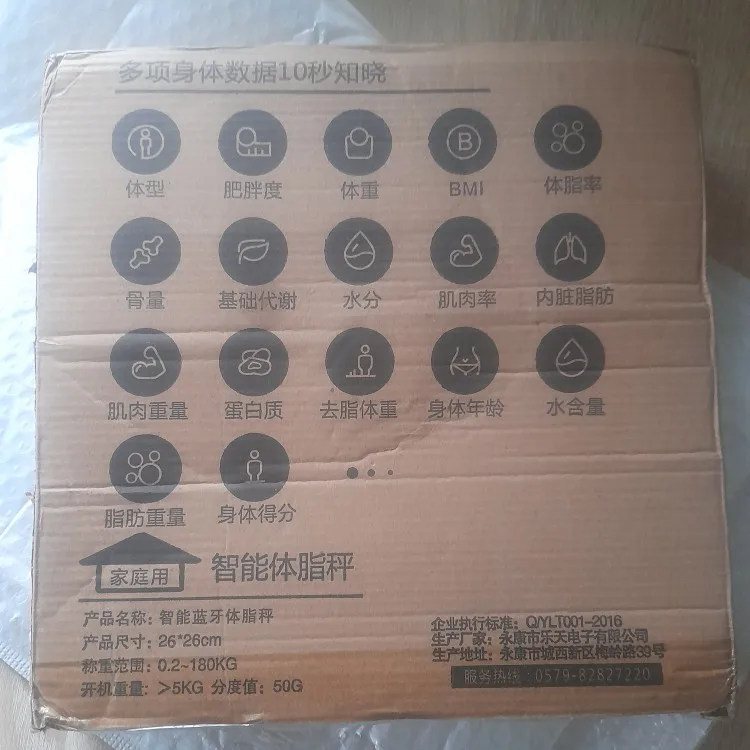 多项身体数据10秒知晓
体型 肥胖度 体重 BMI 体脂率
骨量 基础代谢 水分 肌肉率 内脏脂肪
肌肉重量 蛋白质 去脂体重 身体年龄 水含量
脂肪重量 身体得分
家庭用 智能体脂秤
产品名称: 智能蓝牙体脂秤
产品尺寸: 26*26cm
称重范围: 0.2-180KG
开机重量: >5KG 分度值: 50G
企业执行标准: Q/YLT001-2016
生产厂家: 永康市乐天电子有限公司
生产地址: 永康市城西新区梅岭路33号
服务热线: 0579-82827220